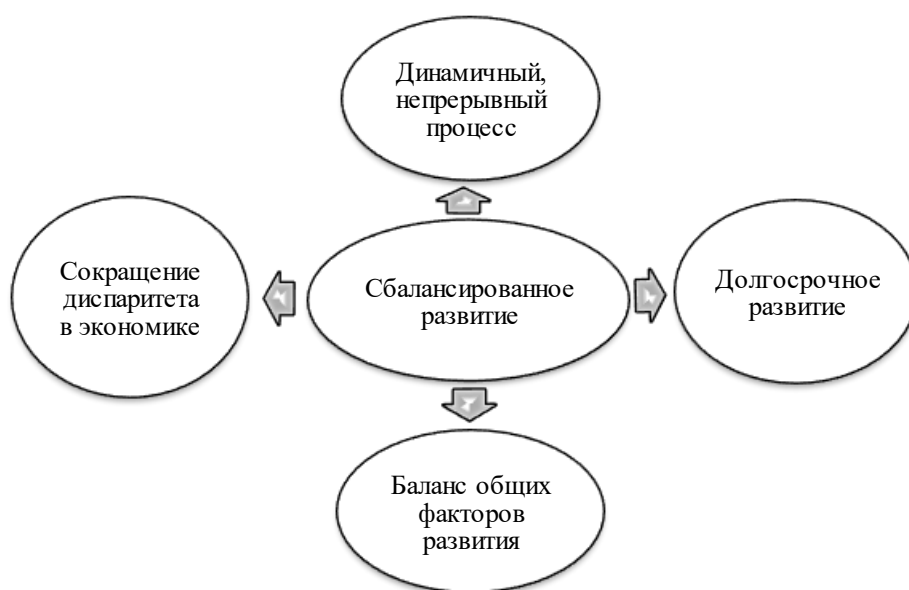 Динамичный,
непрерывный
процесс
Сокращение
диспаритета
в экономике
Сбалансированное
развитие
Долгосрочное
развитие
Баланс общих
факторов
развития